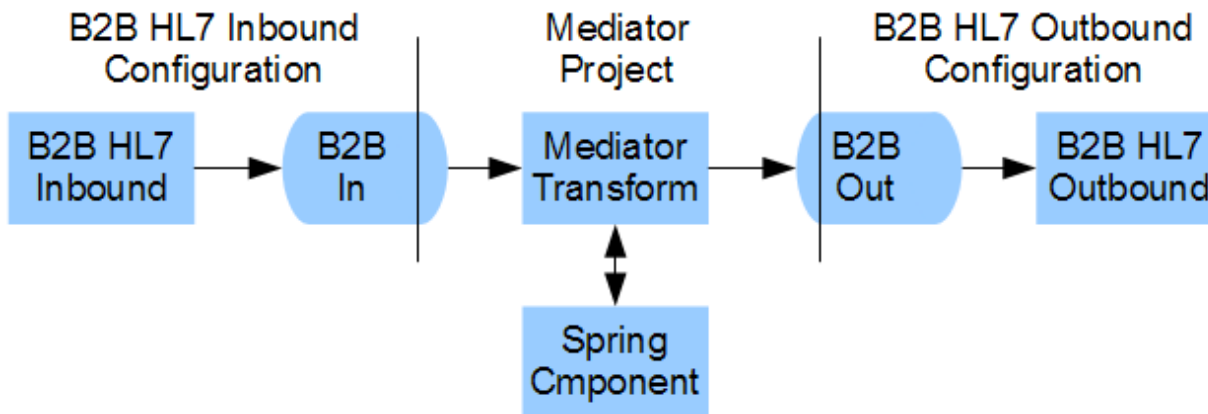 B2B HL7 Inbound
Configuration
Mediator
Project
B2B HL7 Outbound
Configuration
B2B HL7
Inbound
B2B
In
Mediator
Transform
B2B
Out
B2B HL7
Outbound
Spring
Cmponent